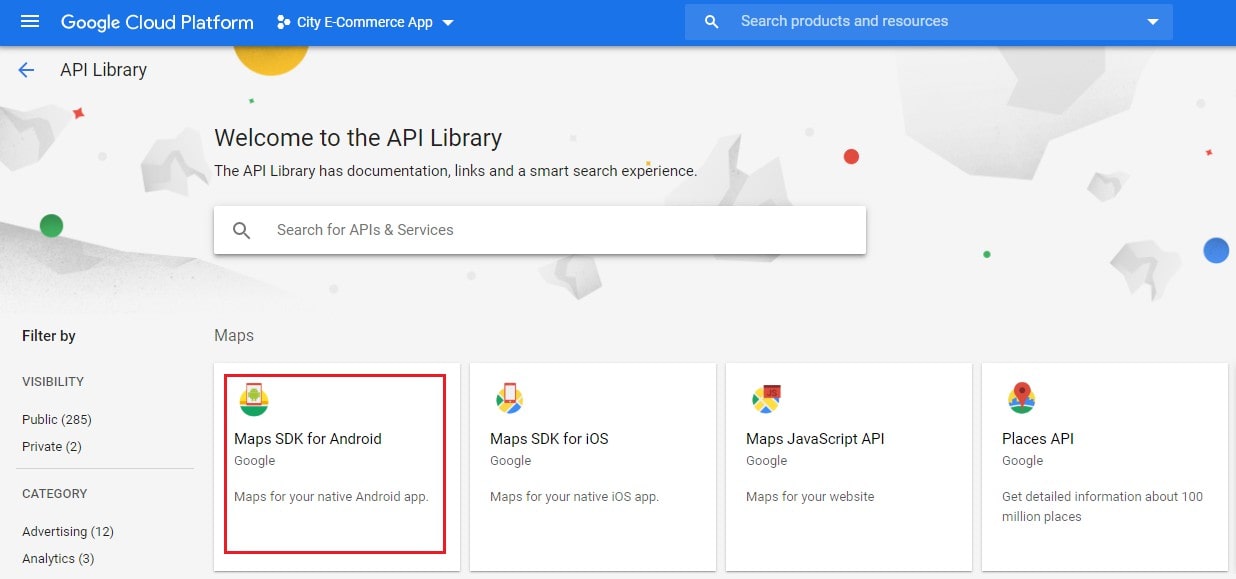 Google Cloud Platform
City E-Commerce App
Search products and resources
API Library
Welcome to the API Library
The API Library has documentation, links and a smart search experience.
Search for APIs & Services
Filter by
VISIBILITY
Public (285)
Private (2)
CATEGORY
Advertising (12)
Analytics (3)
Maps
Maps SDK for Android
Google
Maps for your native Android app.
Maps SDK for iOS
Google
Maps for your native iOS app.
JS
Maps JavaScript API
Google
Maps for your website
Places API
Google
Get detailed information about 100
million places